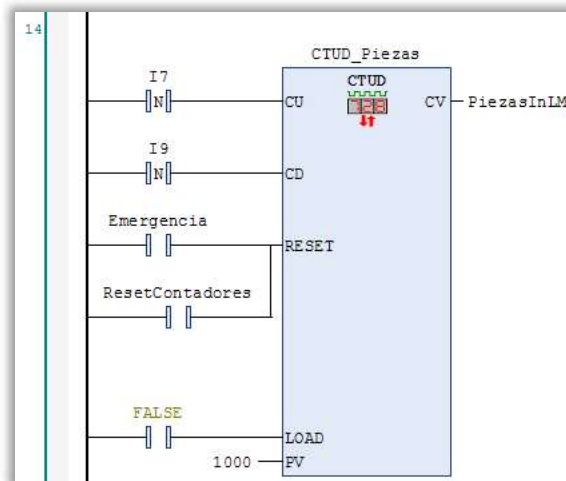 14
CTUD_Piezas
I7
CTUD
N
CU
CV
PiezasInLM
I9
N
CD
Emergencia
RESET
ResetContadores
FALSE
LOAD
1000
PV